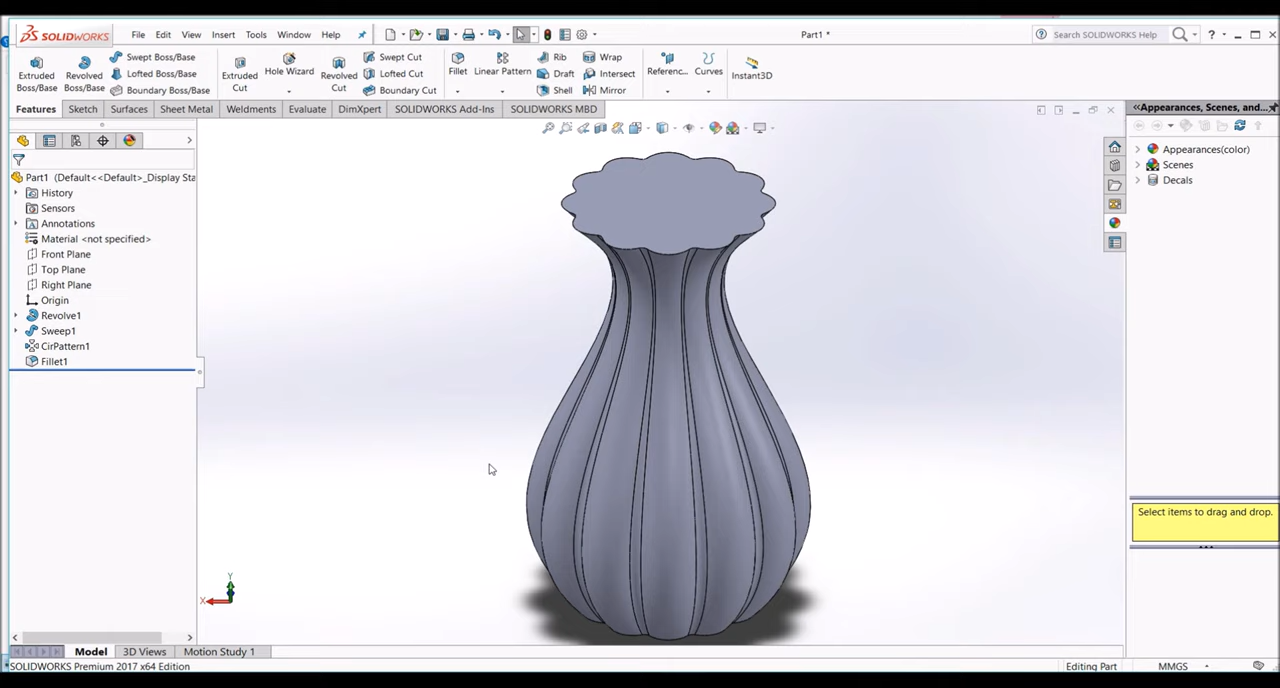 SOLIDWORKS File Edit View Insert Tools Window Help Part1 * Search SOLIDWORKS Help ?
Extruded Boss/Base
Revolved Boss/Base
Swept Boss/Base
Lofted Boss/Base
Boundary Boss/Base
Extruded Cut
Hole Wizard
Revolved Cut
Swept Cut
Lofted Cut
Boundary Cut
Fillet
Linear Pattern
Rib
Draft
Shell
Wrap
Intersect
Mirror
Referenc...
Curves
Instant3D
Features Sketch Surfaces Sheet Metal Weldments Evaluate DimXpert SOLIDWORKS Add-Ins SOLIDWORKS MBD
Part1 (Default<<Default>_Display Sta
History
Sensors
Annotations
Material <not specified>
Front Plane
Top Plane
Right Plane
Origin
Revolve1
Sweep1
CirPattern1
Fillet1
Y
X
Appearances, Scenes, and...
Appearances(color)
Scenes
Decals
Select items to drag and drop.
Model 3D Views Motion Study 1
SOLIDWORKS Premium 2017 x64 Edition Editing Part MMGS